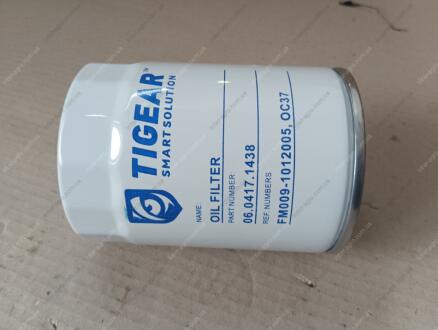 TIGEAR
SMART SOLUTION
NAME:
OIL FILTER
PART NUMBER:
06.0417.1438
REF. NUMBERS
FM009-1012005, OC37